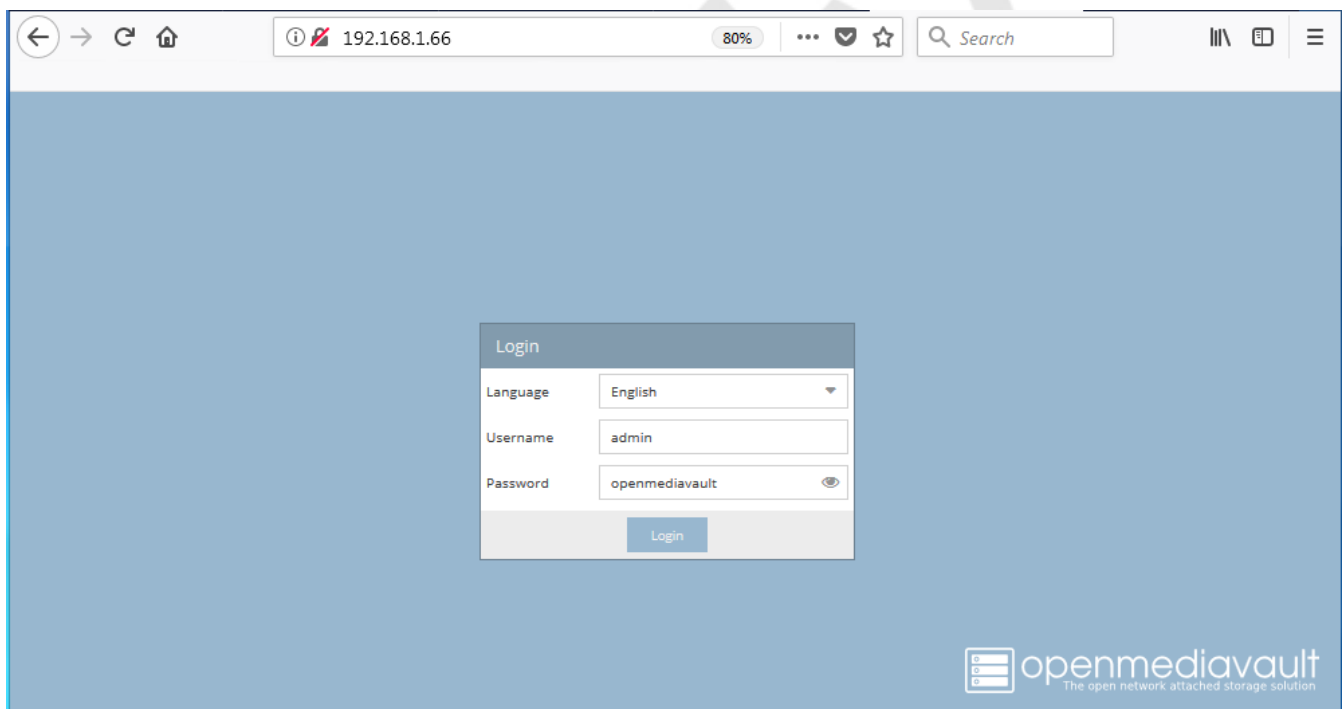 192.168.1.66
80%
Search
Login
Language English
Username admin
Password openmediavault
Login
openmediavault
The open network attached storage solution